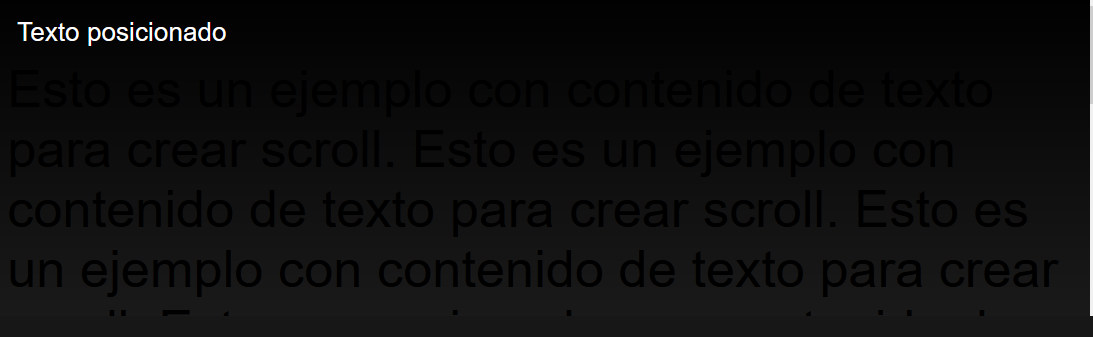 Texto posicionado
Esto es un ejemplo con contenido de texto
para crear scroll. Esto es un ejemplo con
contenido de texto para crear scroll. Esto es
un ejemplo con contenido de texto para crear